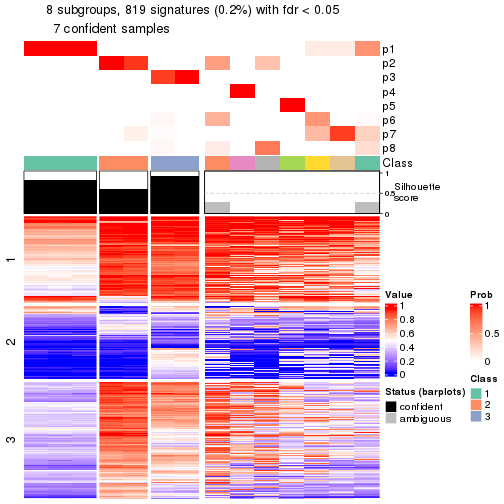 8 subgroups, 819 signatures (0.2%) with fdr < 0.05
7 confident samples
p1
p2
p3
p4
p5
p6
p7
p8
Class
1
0.5
0
Silhouette
score
1
2
3
Value
1
0.8
0.6
0.4
0.2
0
Prob
1
0.5
0
Status (barplots)
confident
ambiguous
Class
1
2
3